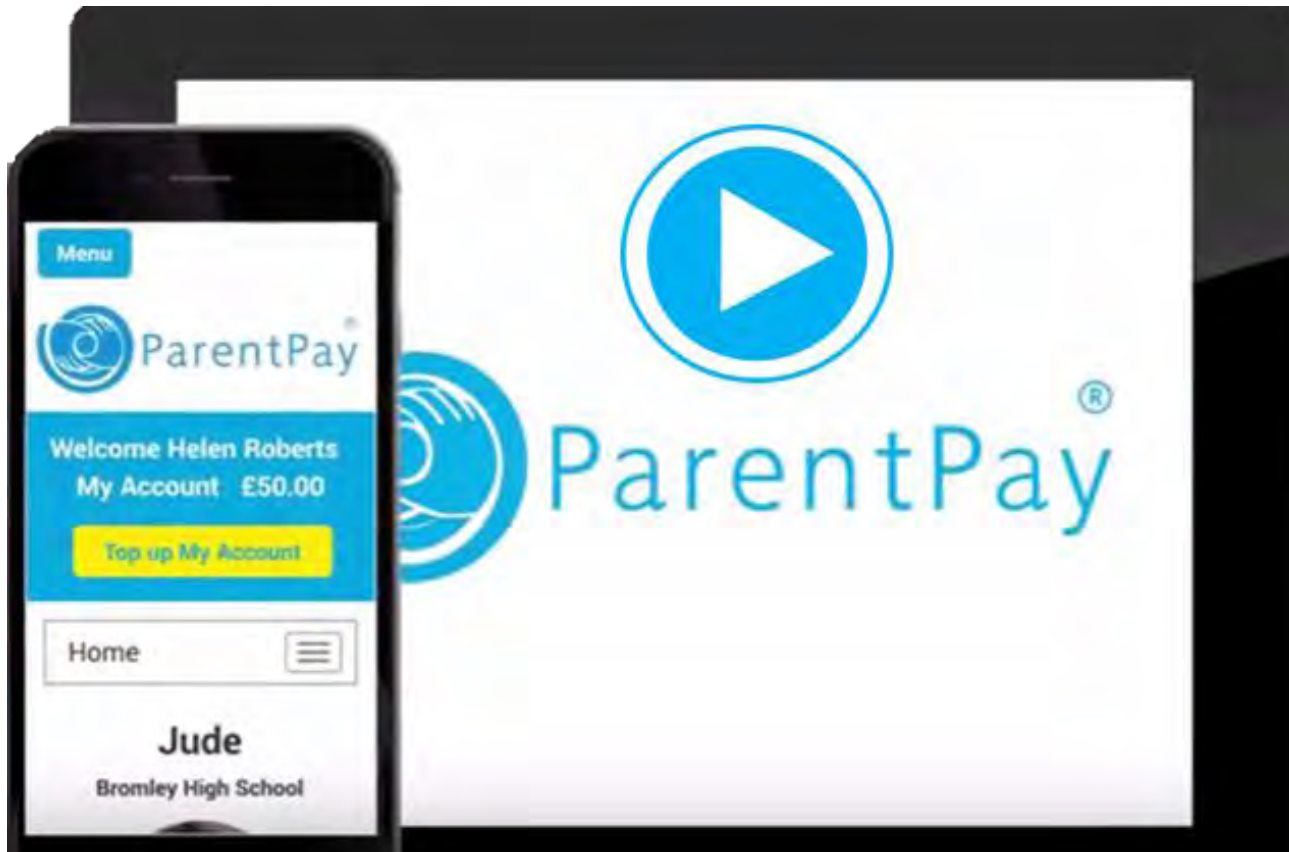 Menu
ParentPay®
Welcome Helen Roberts
My Account £50.00
Top up My Account
Home
Jude
Bromley High School
ParentPay®